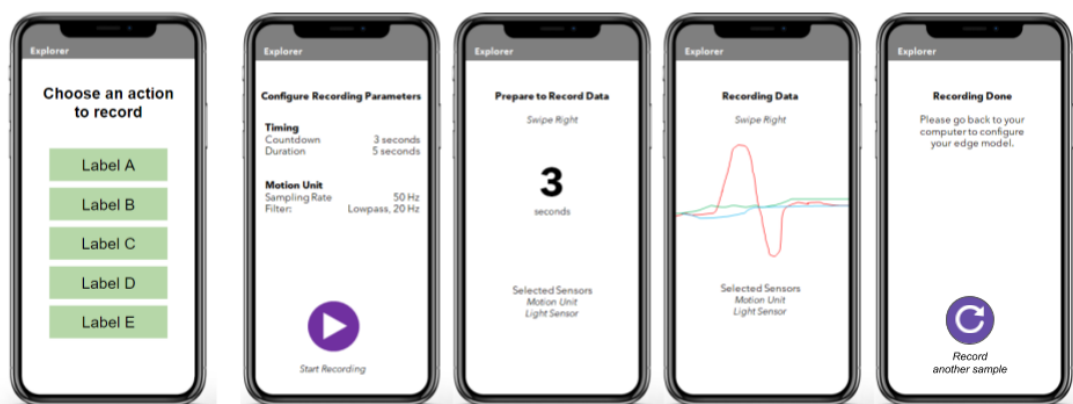 Explorer
Choose an action
to record
Label A
Label B
Label C
Label D
Label E
Explorer
Configure Recording Parameters
Timing
Countdown 3 seconds
Duration 5 seconds
Motion Unit
Sampling Rate 50 Hz
Filter: Lowpass, 20 Hz
Start Recording
Explorer
Prepare to Record Data
Swipe Right
3
seconds
Selected Sensors
Motion Unit
Light Sensor
Explorer
Recording Data
Swipe Right
Selected Sensors
Motion Unit
Light Sensor
Explorer
Recording Done
Please go back to your
computer to configure
your edge model.
Record
another sample